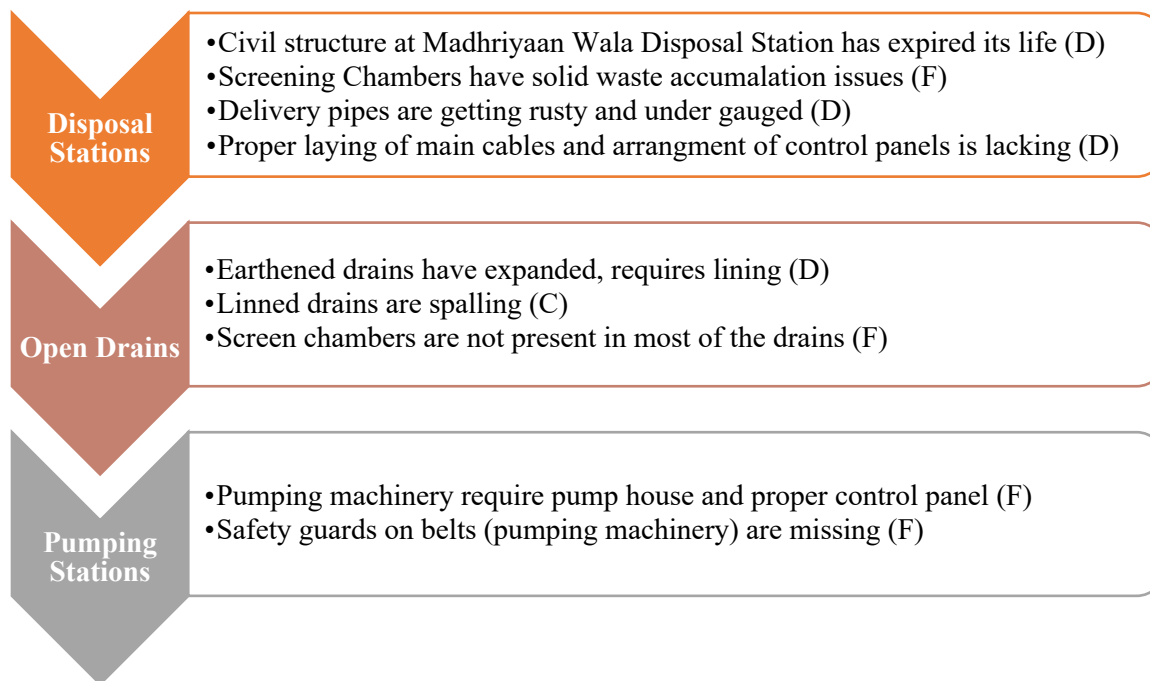 Disposal
Stations
•Civil structure at Madhriyaan Wala Disposal Station has expired its life (D)
•Screening Chambers have solid waste accumalation issues (F)
•Delivery pipes are getting rusty and under gauged (D)
•Proper laying of main cables and arrangment of control panels is lacking (D)
Open Drains
•Earthened drains have expanded, requires lining (D)
•Linned drains are spalling (C)
•Screen chambers are not present in most of the drains (F)
Pumping
Stations
•Pumping machinery require pump house and proper control panel (F)
•Safety guards on belts (pumping machinery) are missing (F)